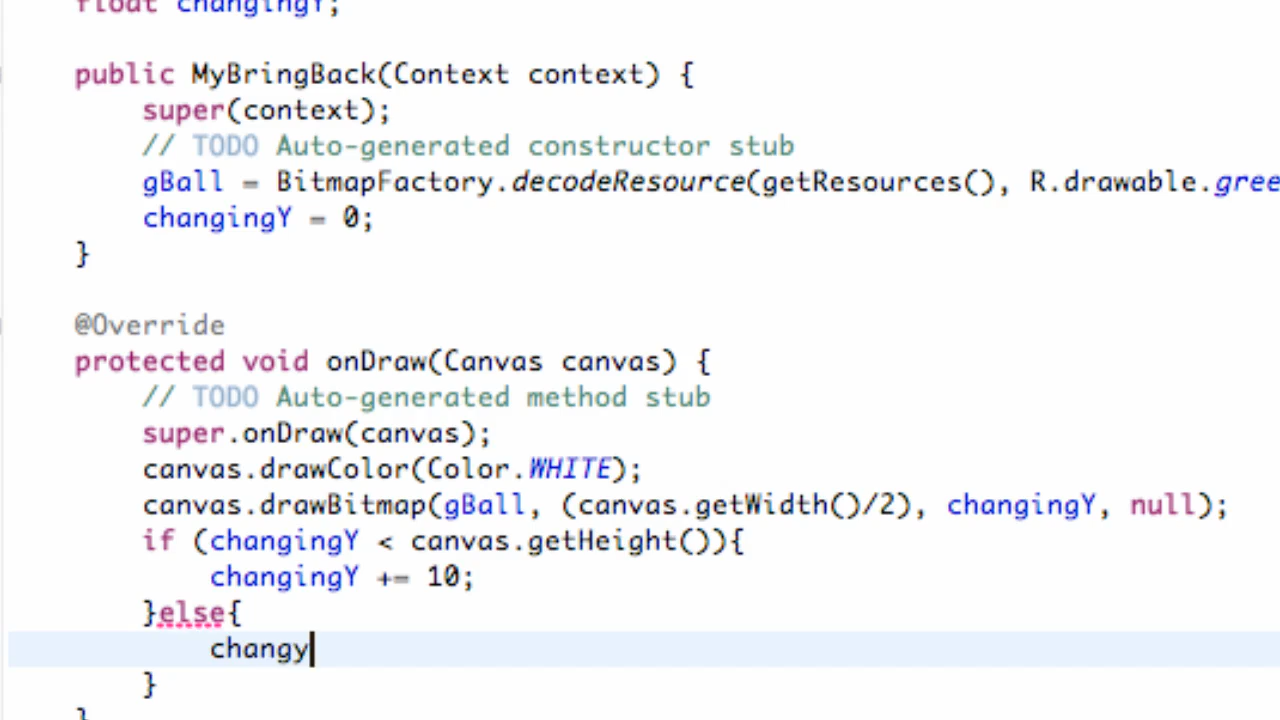 float changingY;
public MyBringBack(Context context) {
super(context);
// TODO Auto-generated constructor stub
gBall = BitmapFactory.decodeResource(getResources(), R.drawable.gree
changingY = 0;
}
@Override
protected void onDraw(Canvas canvas) {
// TODO Auto-generated method stub
super.onDraw(canvas);
canvas.drawColor(Color.WHITE);
canvas.drawBitmap(gBall, (canvas.getWidth()/2), changingY, null);
if (changingY < canvas.getHeight()){
changingY += 10;
}else{
changy
}
}